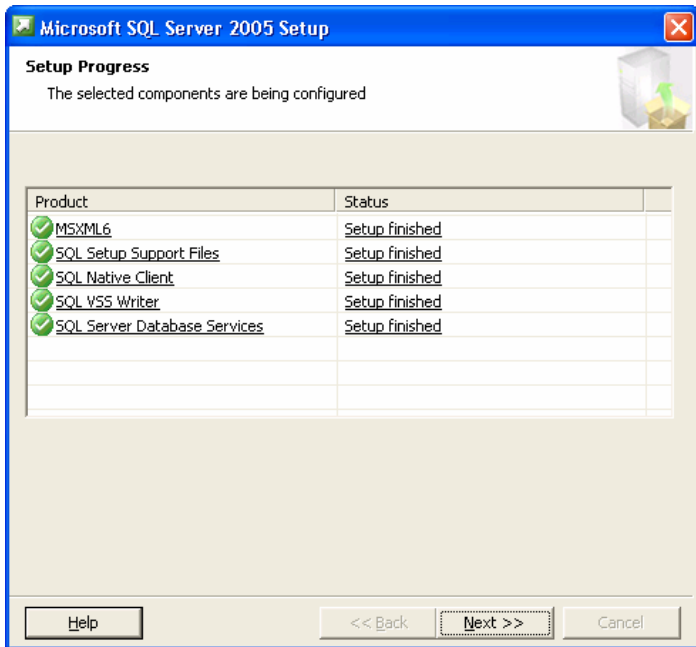 Microsoft SQL Server 2005 Setup
Setup Progress
The selected components are being configured
Product Status
MSXML6 Setup finished
SQL Setup Support Files Setup finished
SQL Native Client Setup finished
SQL VSS Writer Setup finished
SQL Server Database Services Setup finished
Help << Back Next >> Cancel